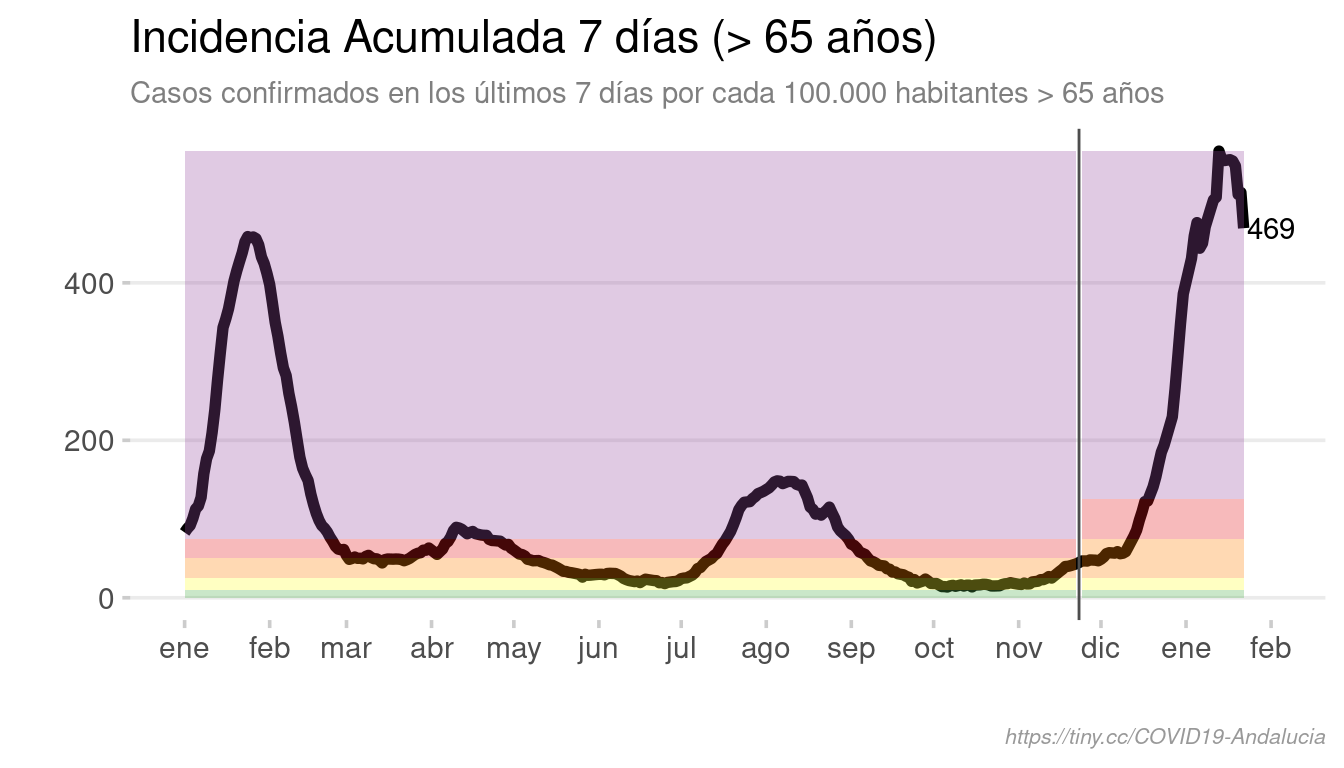 Incidencia Acumulada 7 días (> 65 años)
Casos confirmados en los últimos 7 días por cada 100.000 habitantes > 65 años
469
400
200
0
ene feb mar abr may jun jul ago sep oct nov dic ene feb
https://tiny.cc/COVID19-Andalucia